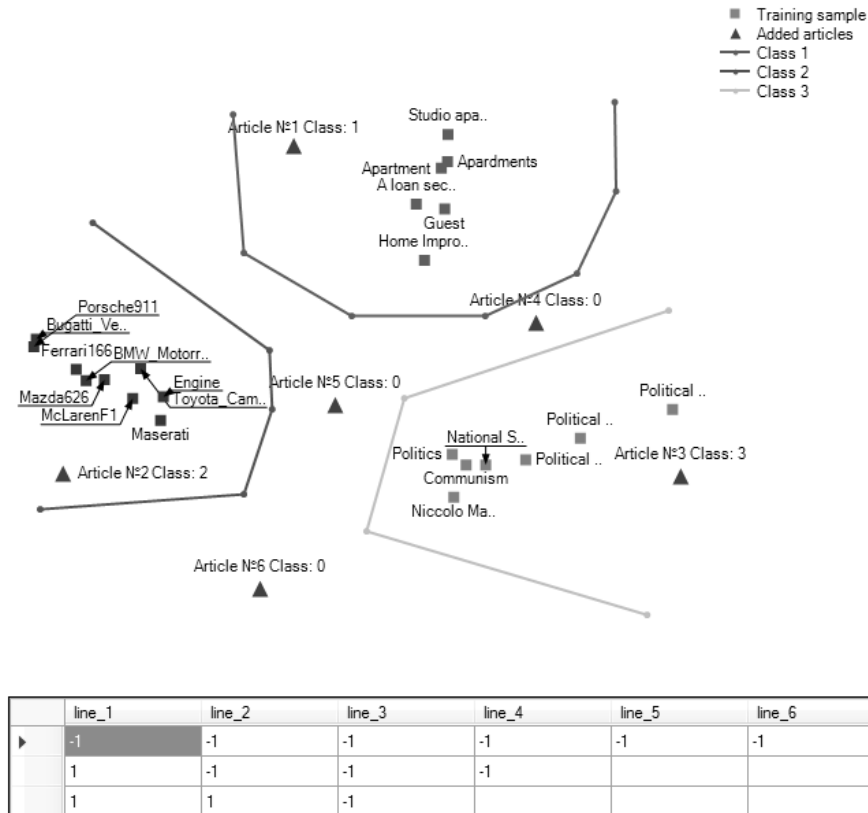 Training sample
Added articles
Class 1
Class 2
Class 3
Studio apa..
Article №1 Class: 1
Apartment
Apardments
A loan sec..
Guest
Home Impro..
Article №4 Class: 0
Porsche911
Bugatti_Ve..
Ferrari166
BMW_Motorr..
Mazda626
Engine
Toyota_Cam..
McLarenF1
Maserati
Article №5 Class: 0
Political ..
Political ..
National S..
Politics
Political ..
Article №3 Class: 3
Communism
Niccolo Ma..
Article №2 Class: 2
Article №6 Class: 0
line_1 line_2 line_3 line_4 line_5 line_6
-1 -1 -1 -1 -1 -1
1 -1 -1 -1
1 1 -1